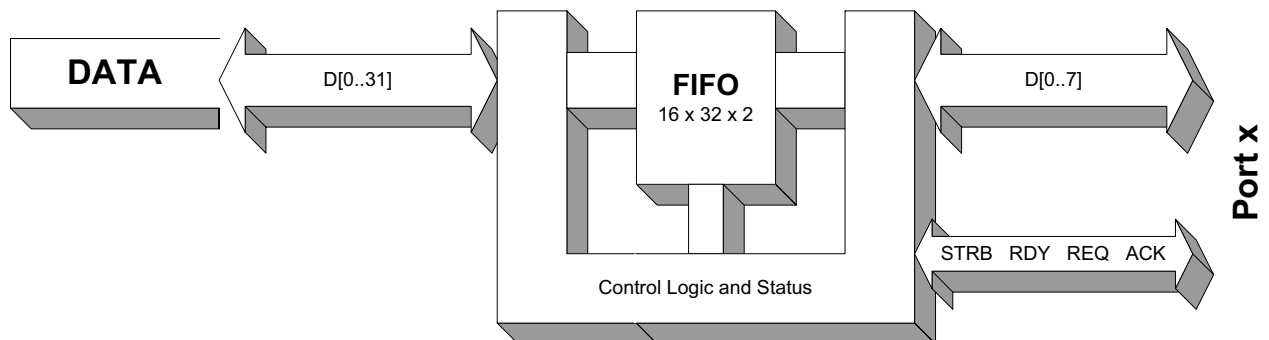 DATA
D[0..31]
FIFO
16 x 32 x 2
D[0..7]
Port x
STRB RDY REQ ACK
Control Logic and Status